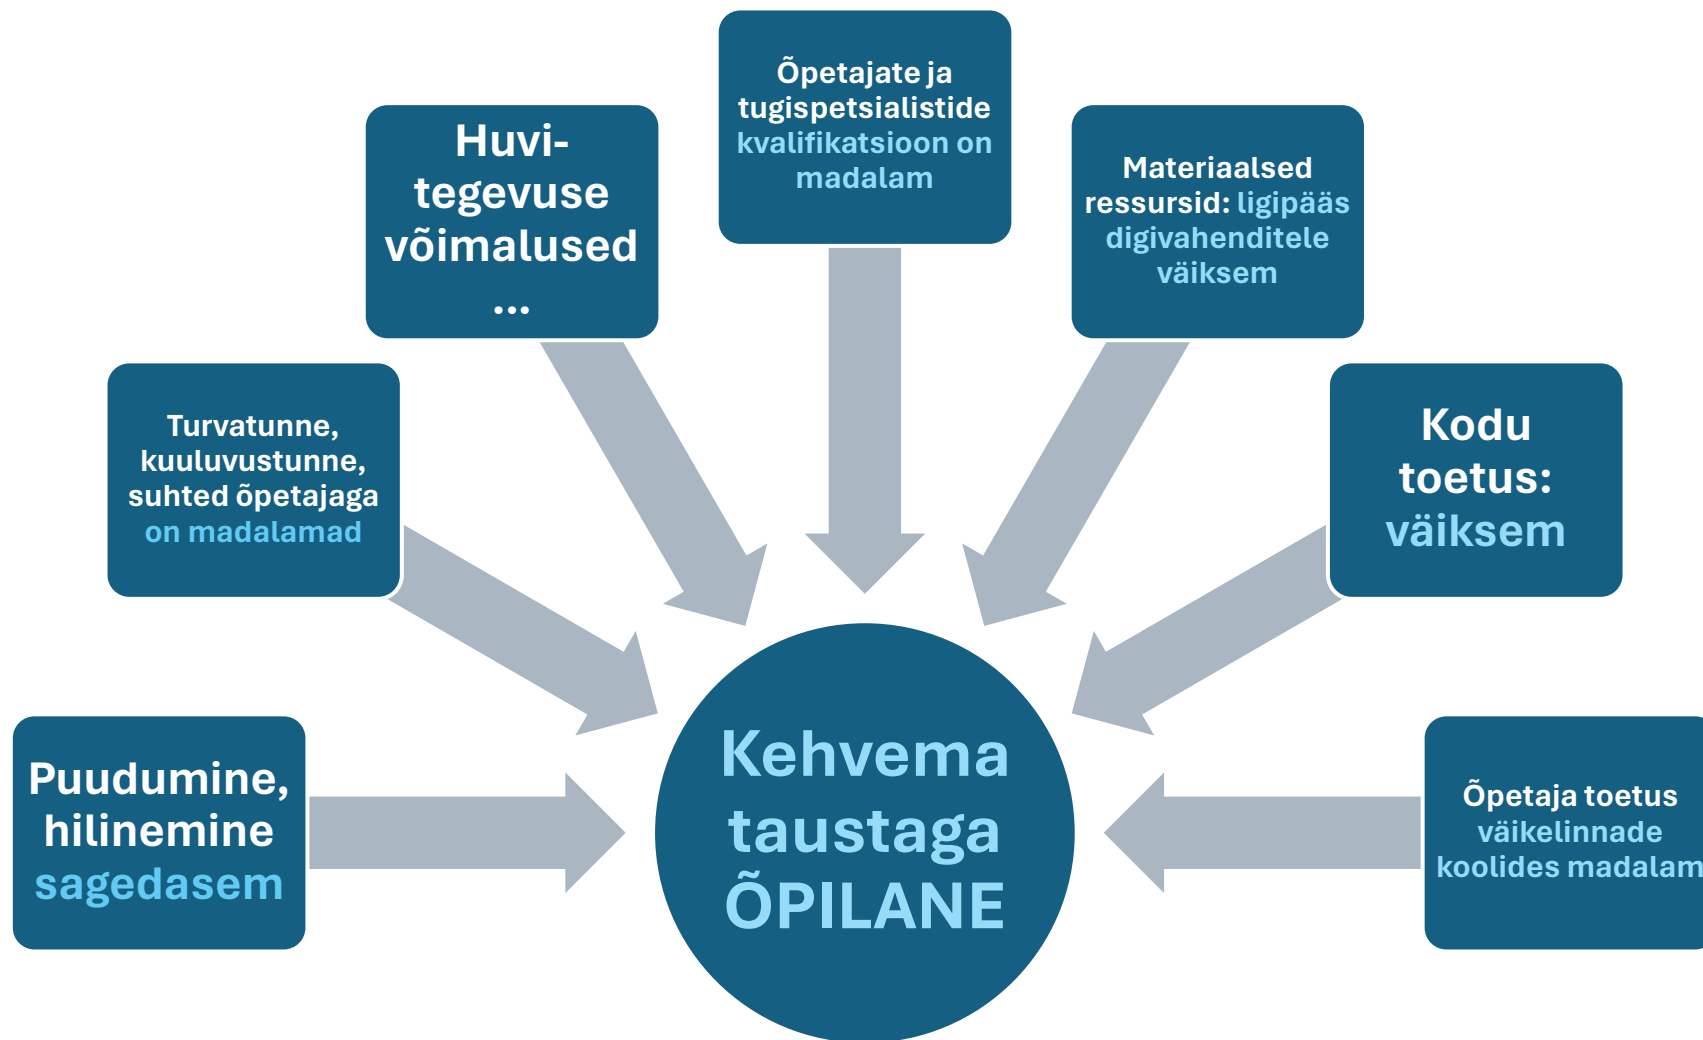 Puudumine,
hilinemine
sagedasem
Turvatunne,
kuuluvustunne,
suhted õpetajaga
on madalamad
Huvi-
tegevuse
võimalused
...
Õpetajate ja
tugispetsialistide
kvalifikatsioon on
madalam
Materiaalsed
ressursid: ligipääs
digivahenditele
väiksem
Kodu
toetus:
väiksem
Õpetaja toetus
väikelinnade
koolides madalam
Kehvema
taustaga
ÕPILANE